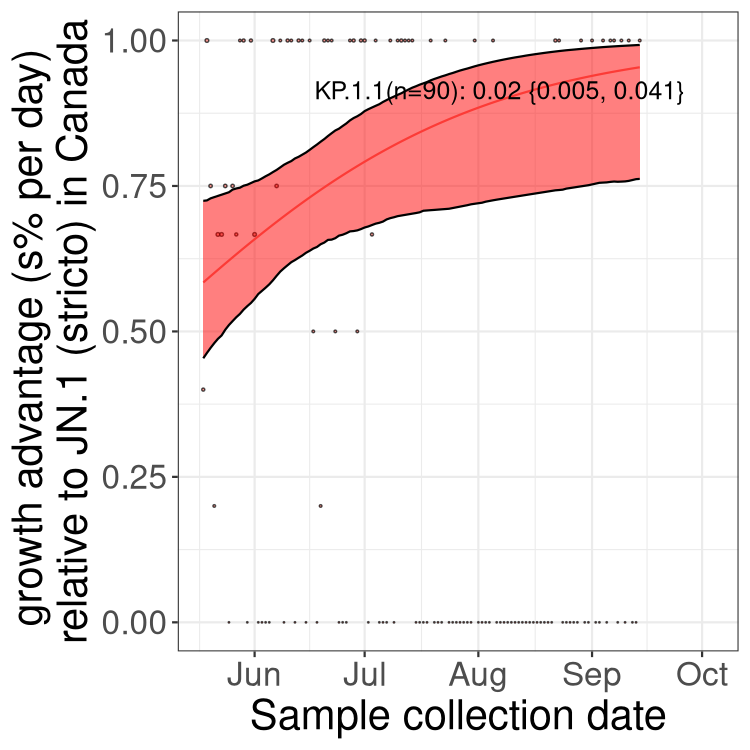 growth advantage (s% per day)
relative to JN.1 (stricto) in Canada
1.00
0.75
0.50
0.25
0.00
KP.1.1(n=90): 0.02 {0.005, 0.041}
Jun Jul Aug Sep Oct
Sample collection date